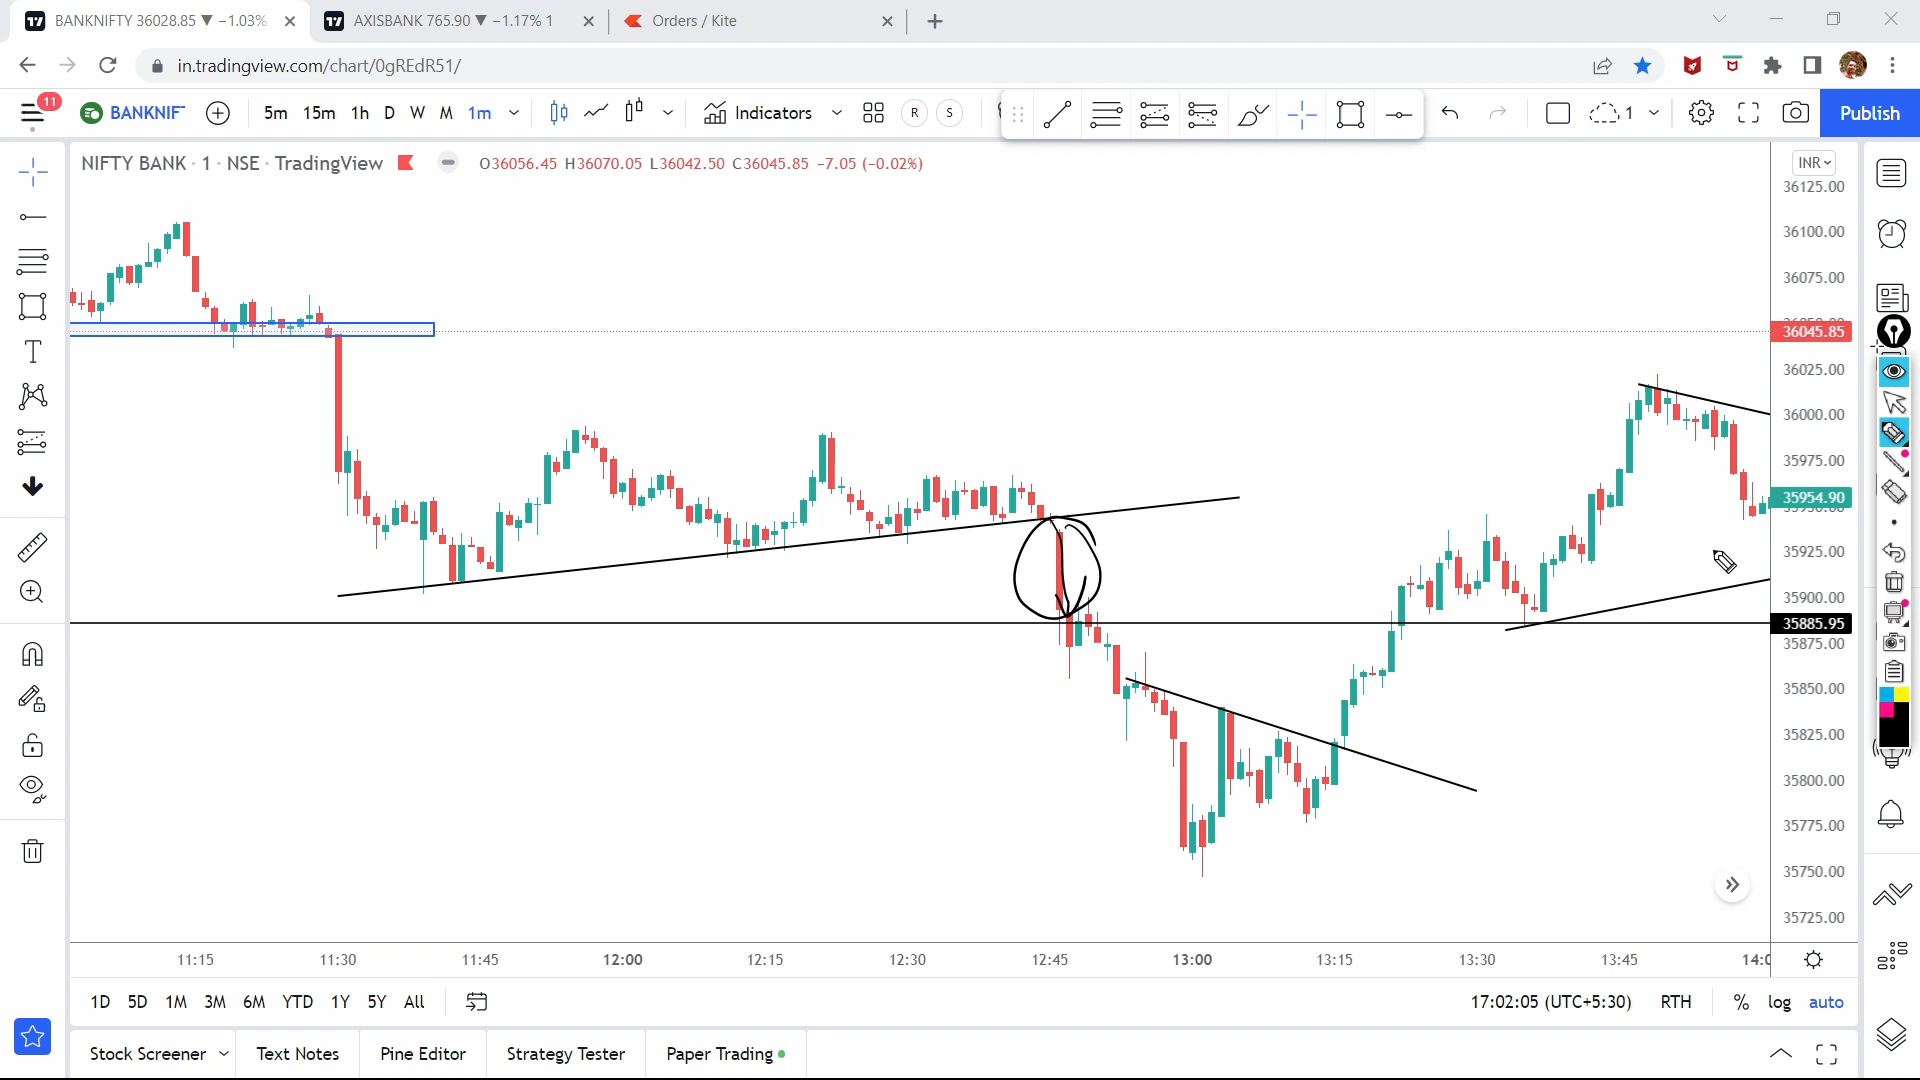 BANKNIFTY 36028.85 ▼ −1.03%
AXISBANK 765.90 ▼ −1.17% 1
Orders / Kite
in.tradingview.com/chart/0gREdR51/
11
BANKNIF
5m 15m 1h D W M 1m
Indicators
R S
1
Publish
NIFTY BANK · 1 · NSE · TradingView
O36056.45 H36070.05 L36042.50 C36045.85 −7.05 (−0.02%)
INR
36125.00
36100.00
36075.00
36045.85
36025.00
36000.00
35975.00
35954.90
35925.00
35900.00
35885.95
35875.00
35850.00
35825.00
35800.00
35775.00
35750.00
35725.00
11:15 11:30 11:45 12:00 12:15 12:30 12:45 13:00 13:15 13:30 13:45
1D 5D 1M 3M 6M YTD 1Y 5Y All
17:02:05 (UTC+5:30) RTH % log auto
Stock Screener Text Notes Pine Editor Strategy Tester Paper Trading